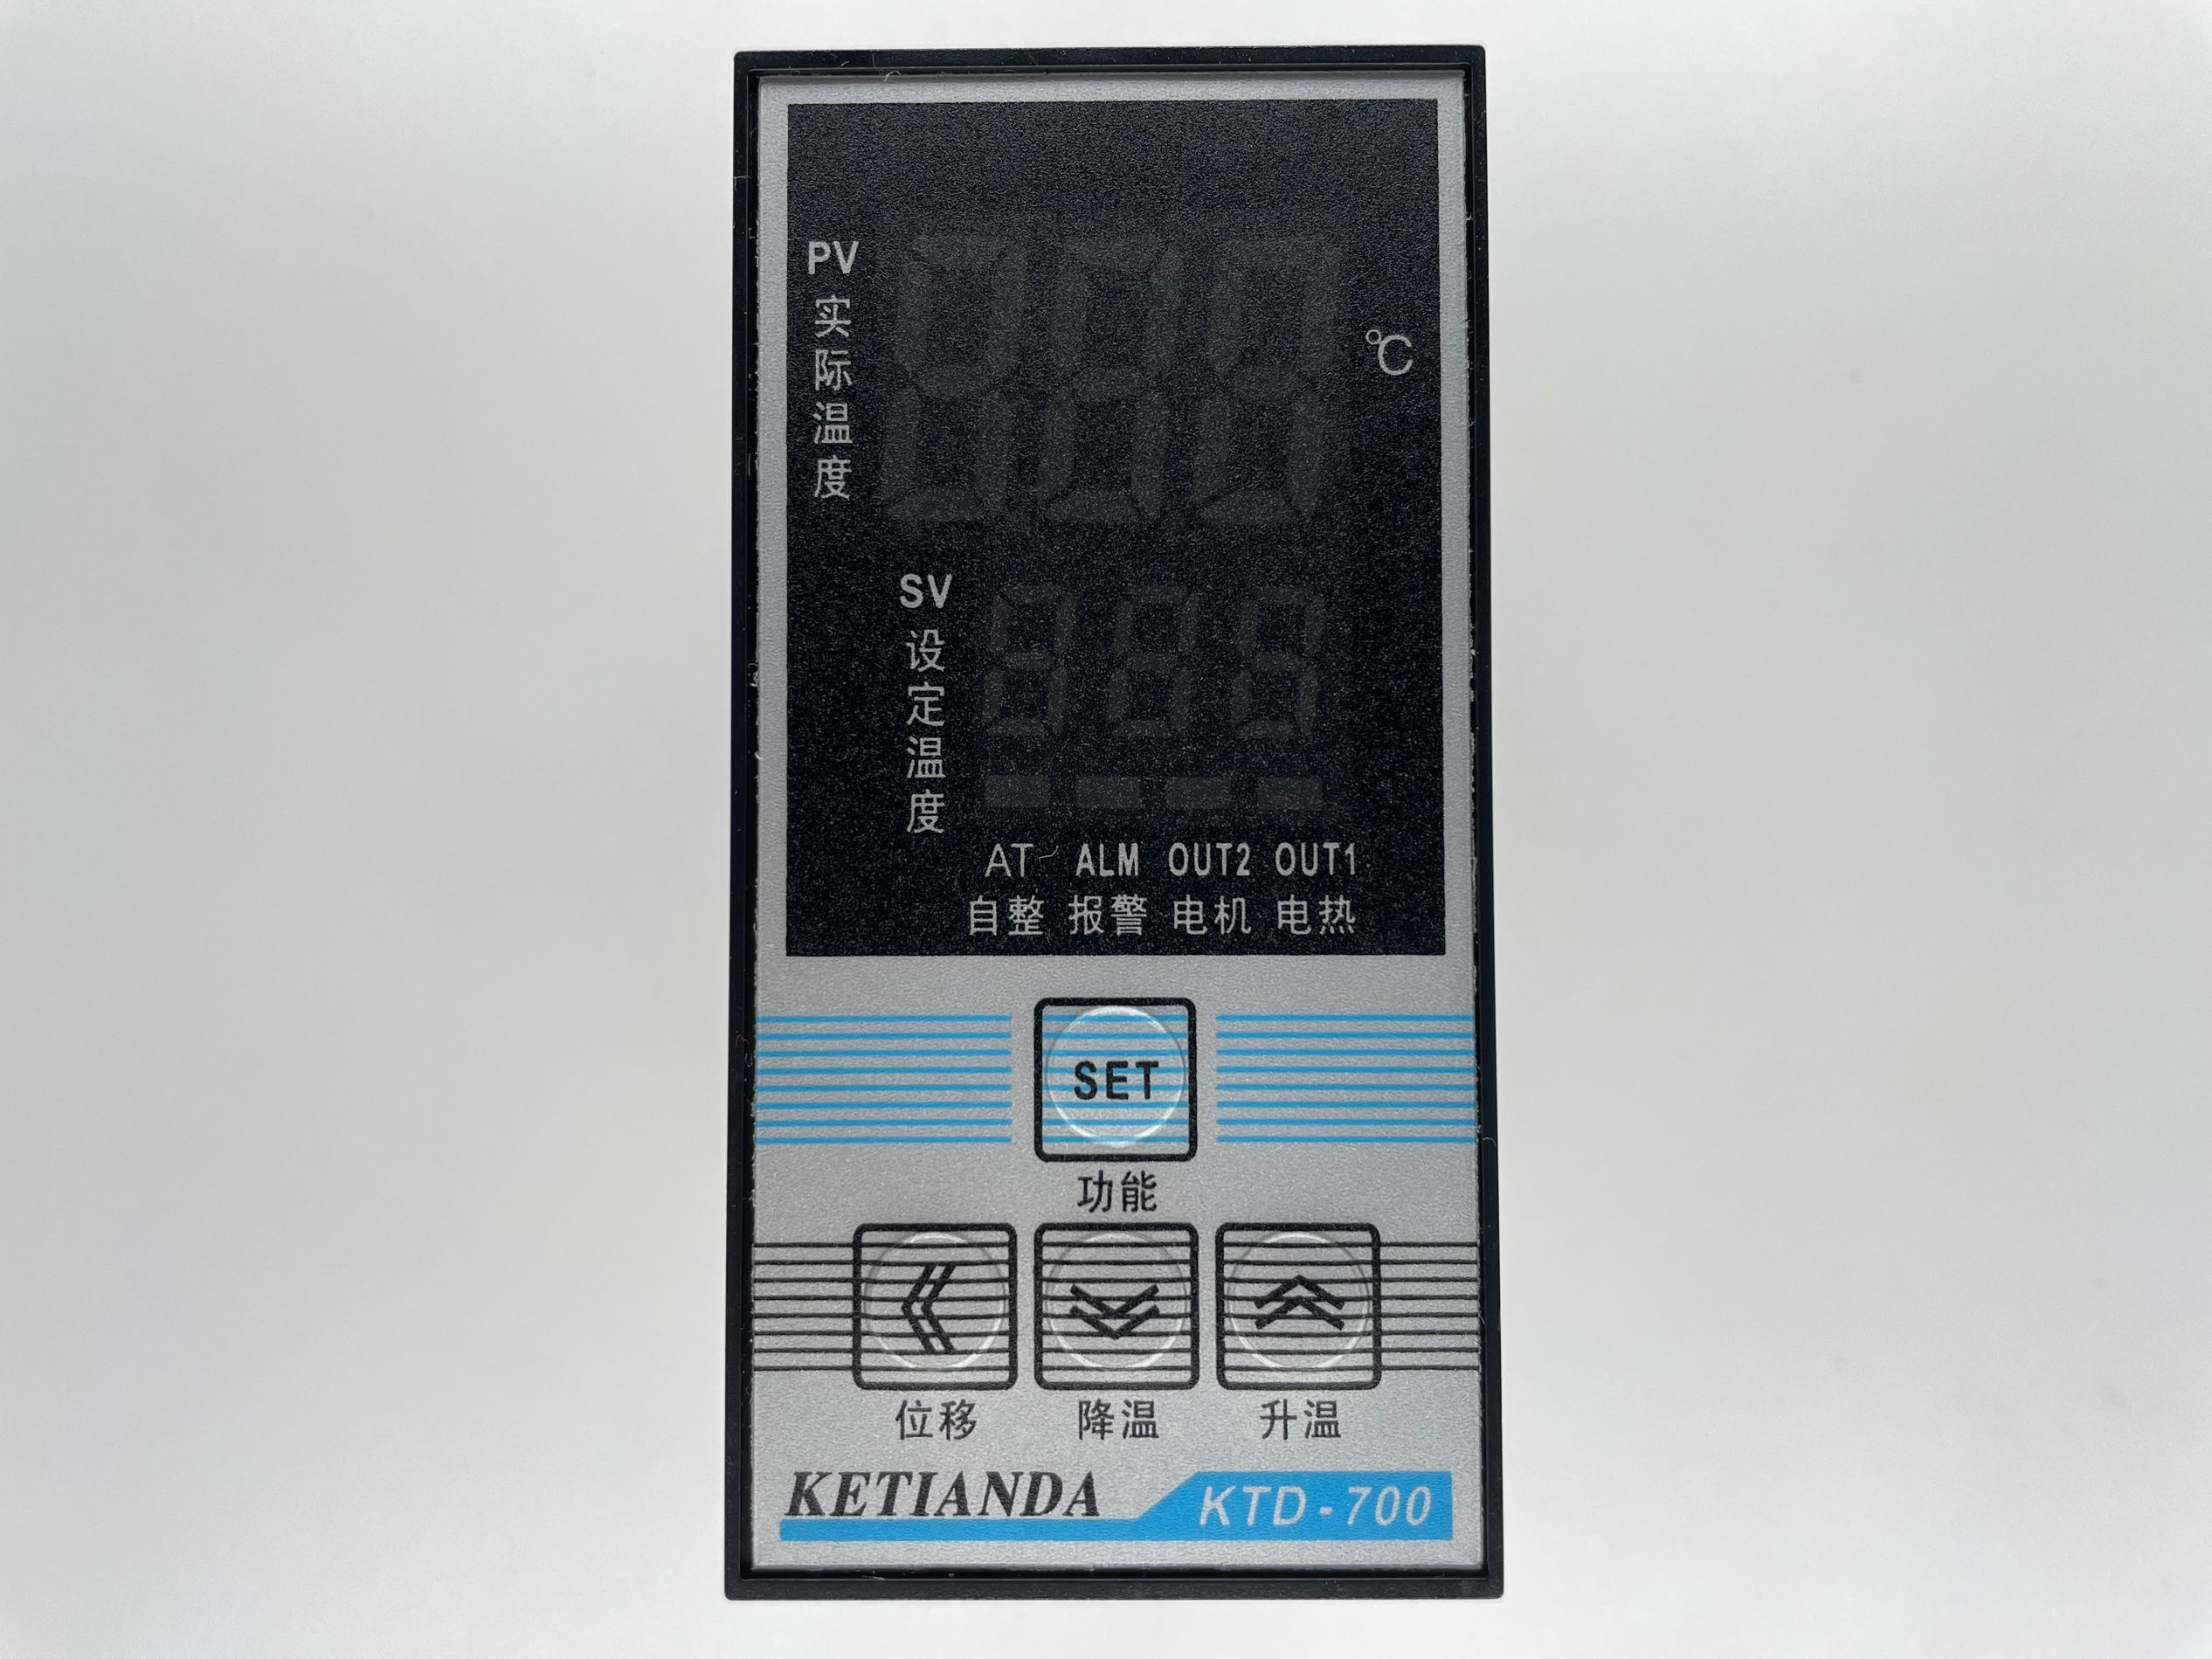 PV
实际温度
℃
SV
设定温度
AT ALM OUT2 OUT1
自整 报警 电机 电热
SET
功能
位移 降温 升温
KETIANDA KTD-700